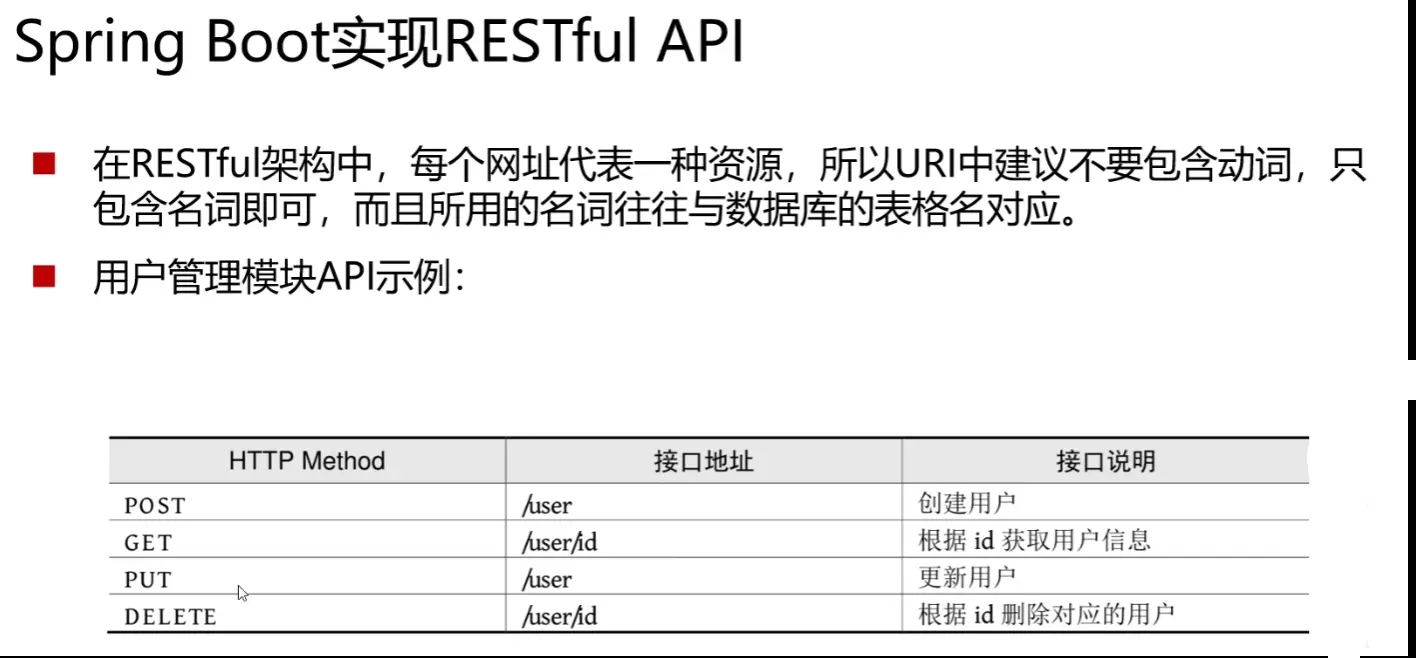 Spring Boot实现RESTful API
在RESTful架构中，每个网址代表一种资源，所以URI中建议不要包含动词，只
包含名词即可，而且所用的名词往往与数据库的表格名对应。
用户管理模块API示例：
HTTP Method 接口地址 接口说明
POST /user 创建用户
GET /user/id 根据 id 获取用户信息
PUT /user 更新用户
DELETE /user/id 根据 id 删除对应的用户